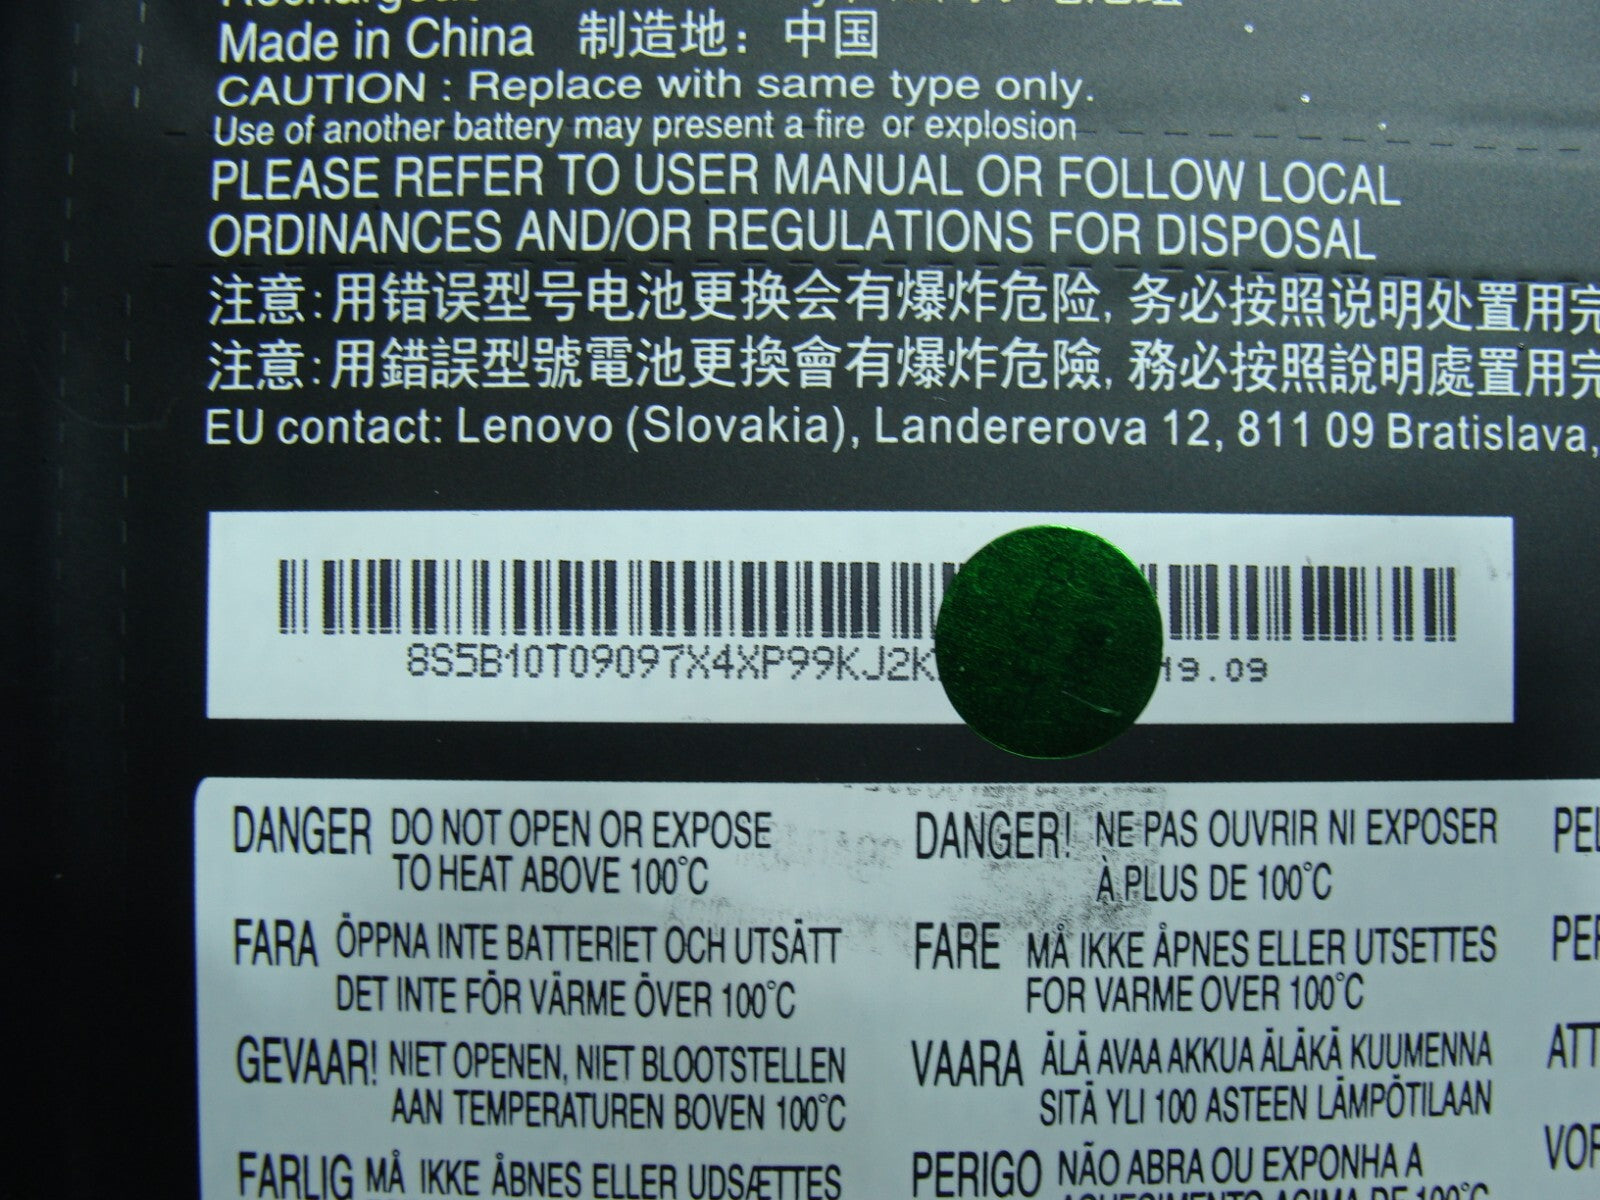 Made in China 制造地：中国
CAUTION : Replace with same type only.
Use of another battery may present a fire or explosion
PLEASE REFER TO USER MANUAL OR FOLLOW LOCAL
ORDINANCES AND/OR REGULATIONS FOR DISPOSAL
注意：用错误型号电池更换会有爆炸危险, 务必按照说明处置用完
注意：用錯誤型號電池更換會有爆炸危險, 務必按照說明處置用完
EU contact: Lenovo (Slovakia), Landererova 12, 811 09 Bratislava,
8S5B10T09097X4XP99KJ2K 19.09
DANGER DO NOT OPEN OR EXPOSE
TO HEAT ABOVE 100°C
FARA ÖPPNA INTE BATTERIET OCH UTSÄTT
DET INTE FÖR VÄRME ÖVER 100°C
GEVAAR! NIET OPENEN, NIET BLOOTSTELLEN
AAN TEMPERATUREN BOVEN 100°C
FARLIG MÅ IKKE ÅBNES ELLER UDSÆTTES
DANGER! NE PAS OUVRIR NI EXPOSER
À PLUS DE 100°C
FARE MÅ IKKE ÅPNES ELLER UTSETTES
FOR VARME OVER 100°C
VAARA ÄLÄ AVAA AKKUA ÄLÄKÄ KUUMENNA
SITÄ YLI 100 ASTEEN LÄMPÖTILAAN
PERIGO NÃO ABRA OU EXPONHA A
AQUECIMENTO ACIMA DE 100°C